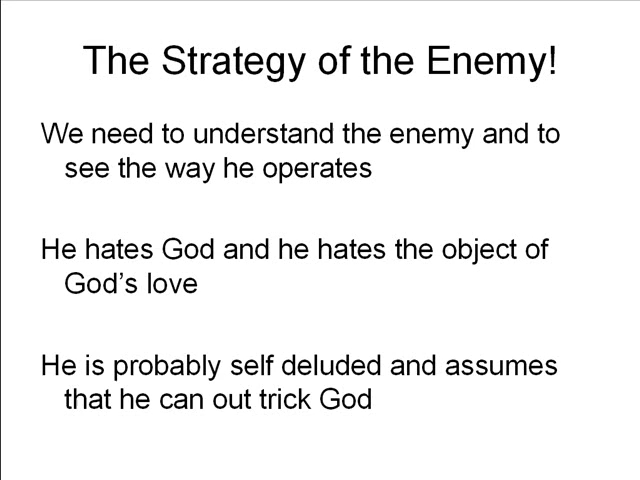 The Strategy of the Enemy!
We need to understand the enemy and to
see the way he operates
He hates God and he hates the object of
God’s love
He is probably self deluded and assumes
that he can out trick God